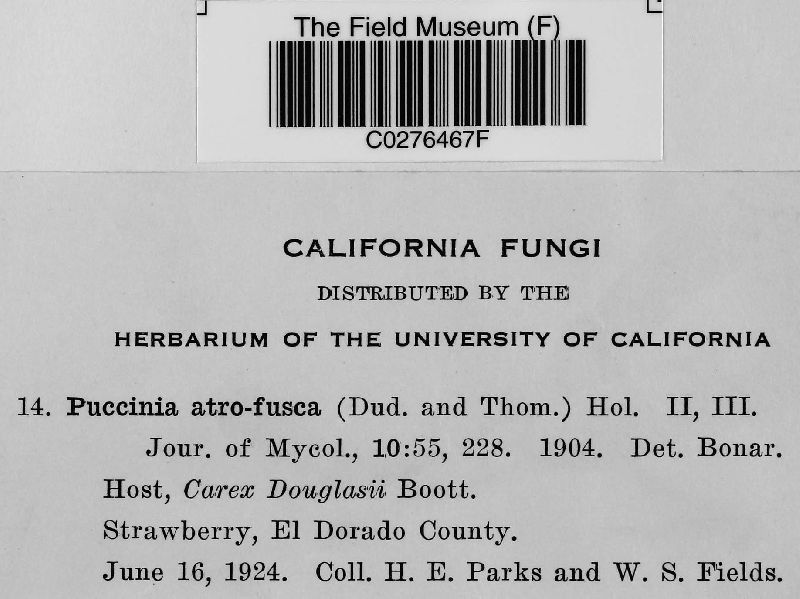 The Field Museum (F)
C0276467F
CALIFORNIA FUNGI
DISTRIBUTED BY THE
HERBARIUM OF THE UNIVERSITY OF CALIFORNIA
14. Puccinia atro-fusca (Dud. and Thom.) Hol. II, III.
Jour. of Mycol., 10:55, 228. 1904. Det. Bonar.
Host, Carex Douglasii Boott.
Strawberry, El Dorado County.
June 16, 1924. Coll. H. E. Parks and W. S. Fields.